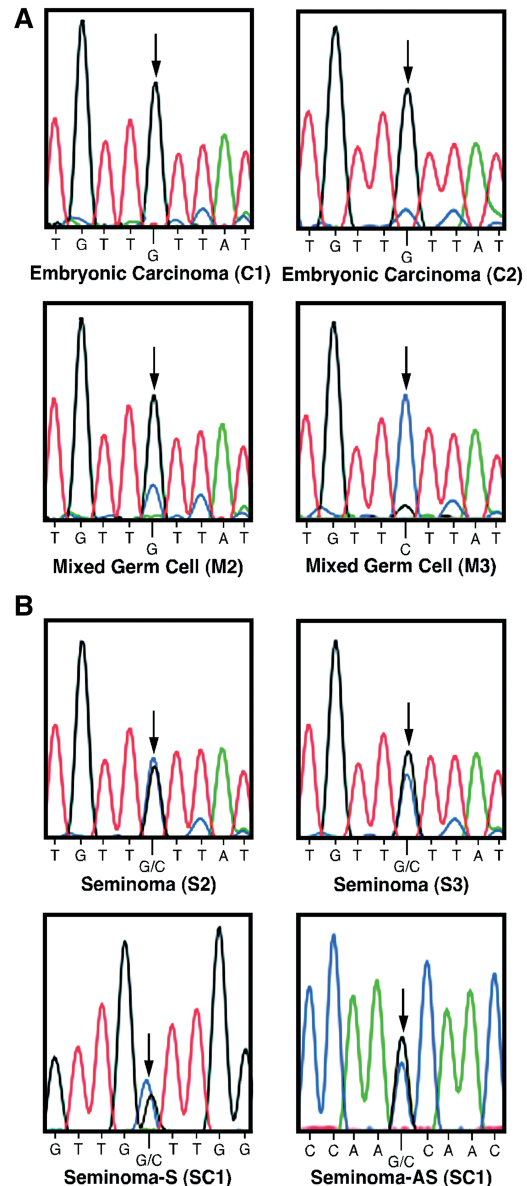 A
T G T T G T T A T
Embryonic Carcinoma (C1)
T G T T G T T A T
Embryonic Carcinoma (C2)
T G T T G T T A T
Mixed Germ Cell (M2)
T G T T C T T A T
Mixed Germ Cell (M3)
B
T G T T G/C T T A T
Seminoma (S2)
T G T T G/C T T A T
Seminoma (S3)
G T T G G/C T T G G
Seminoma-S (SC1)
C C A A G/C C A A C
Seminoma-AS (SC1)